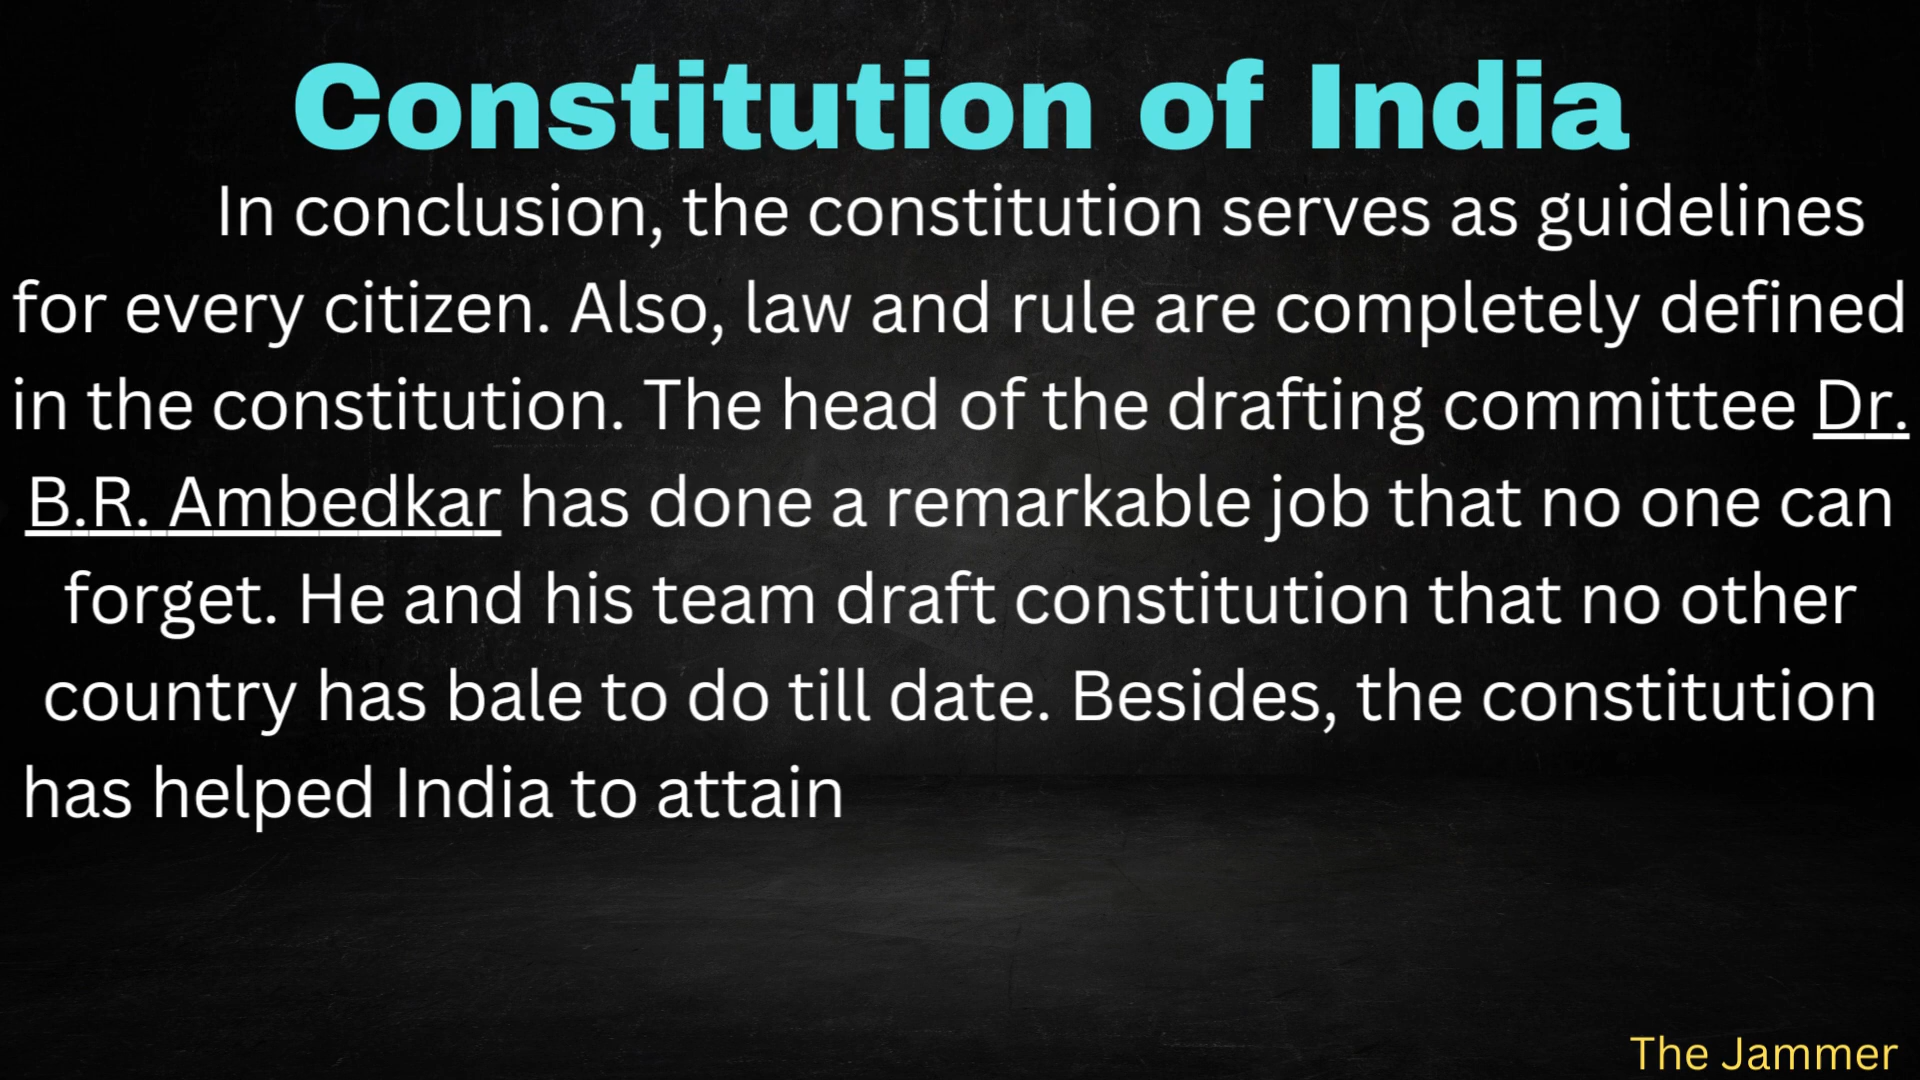 Constitution of India
In conclusion, the constitution serves as guidelines
for every citizen. Also, law and rule are completely defined
in the constitution. The head of the drafting committee Dr.
B.R. Ambedkar has done a remarkable job that no one can
forget. He and his team draft constitution that no other
country has bale to do till date. Besides, the constitution
has helped India to attain
The Jammer